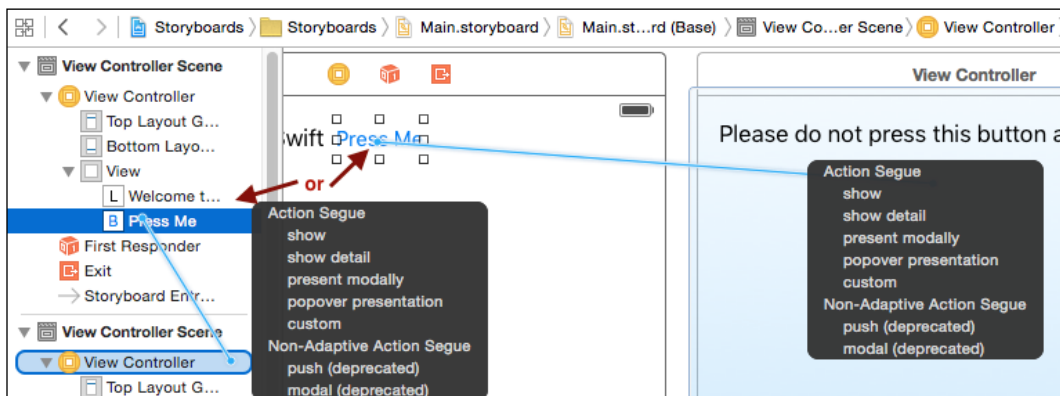 Storyboards Storyboards Main.storyboard Main.st...rd (Base) View Co...er Scene View Controller
View Controller Scene
View Controller
Top Layout G...
Bottom Layo...
View
L Welcome t...
B Press Me
First Responder
Exit
Storyboard Entr...
View Controller Scene
View Controller
Top Layout G...
Swift Press Me
or
Action Segue
show
show detail
present modally
popover presentation
custom
Non-Adaptive Action Segue
push (deprecated)
modal (deprecated)
View Controller
Please do not press this button a
Action Segue
show
show detail
present modally
popover presentation
custom
Non-Adaptive Action Segue
push (deprecated)
modal (deprecated)